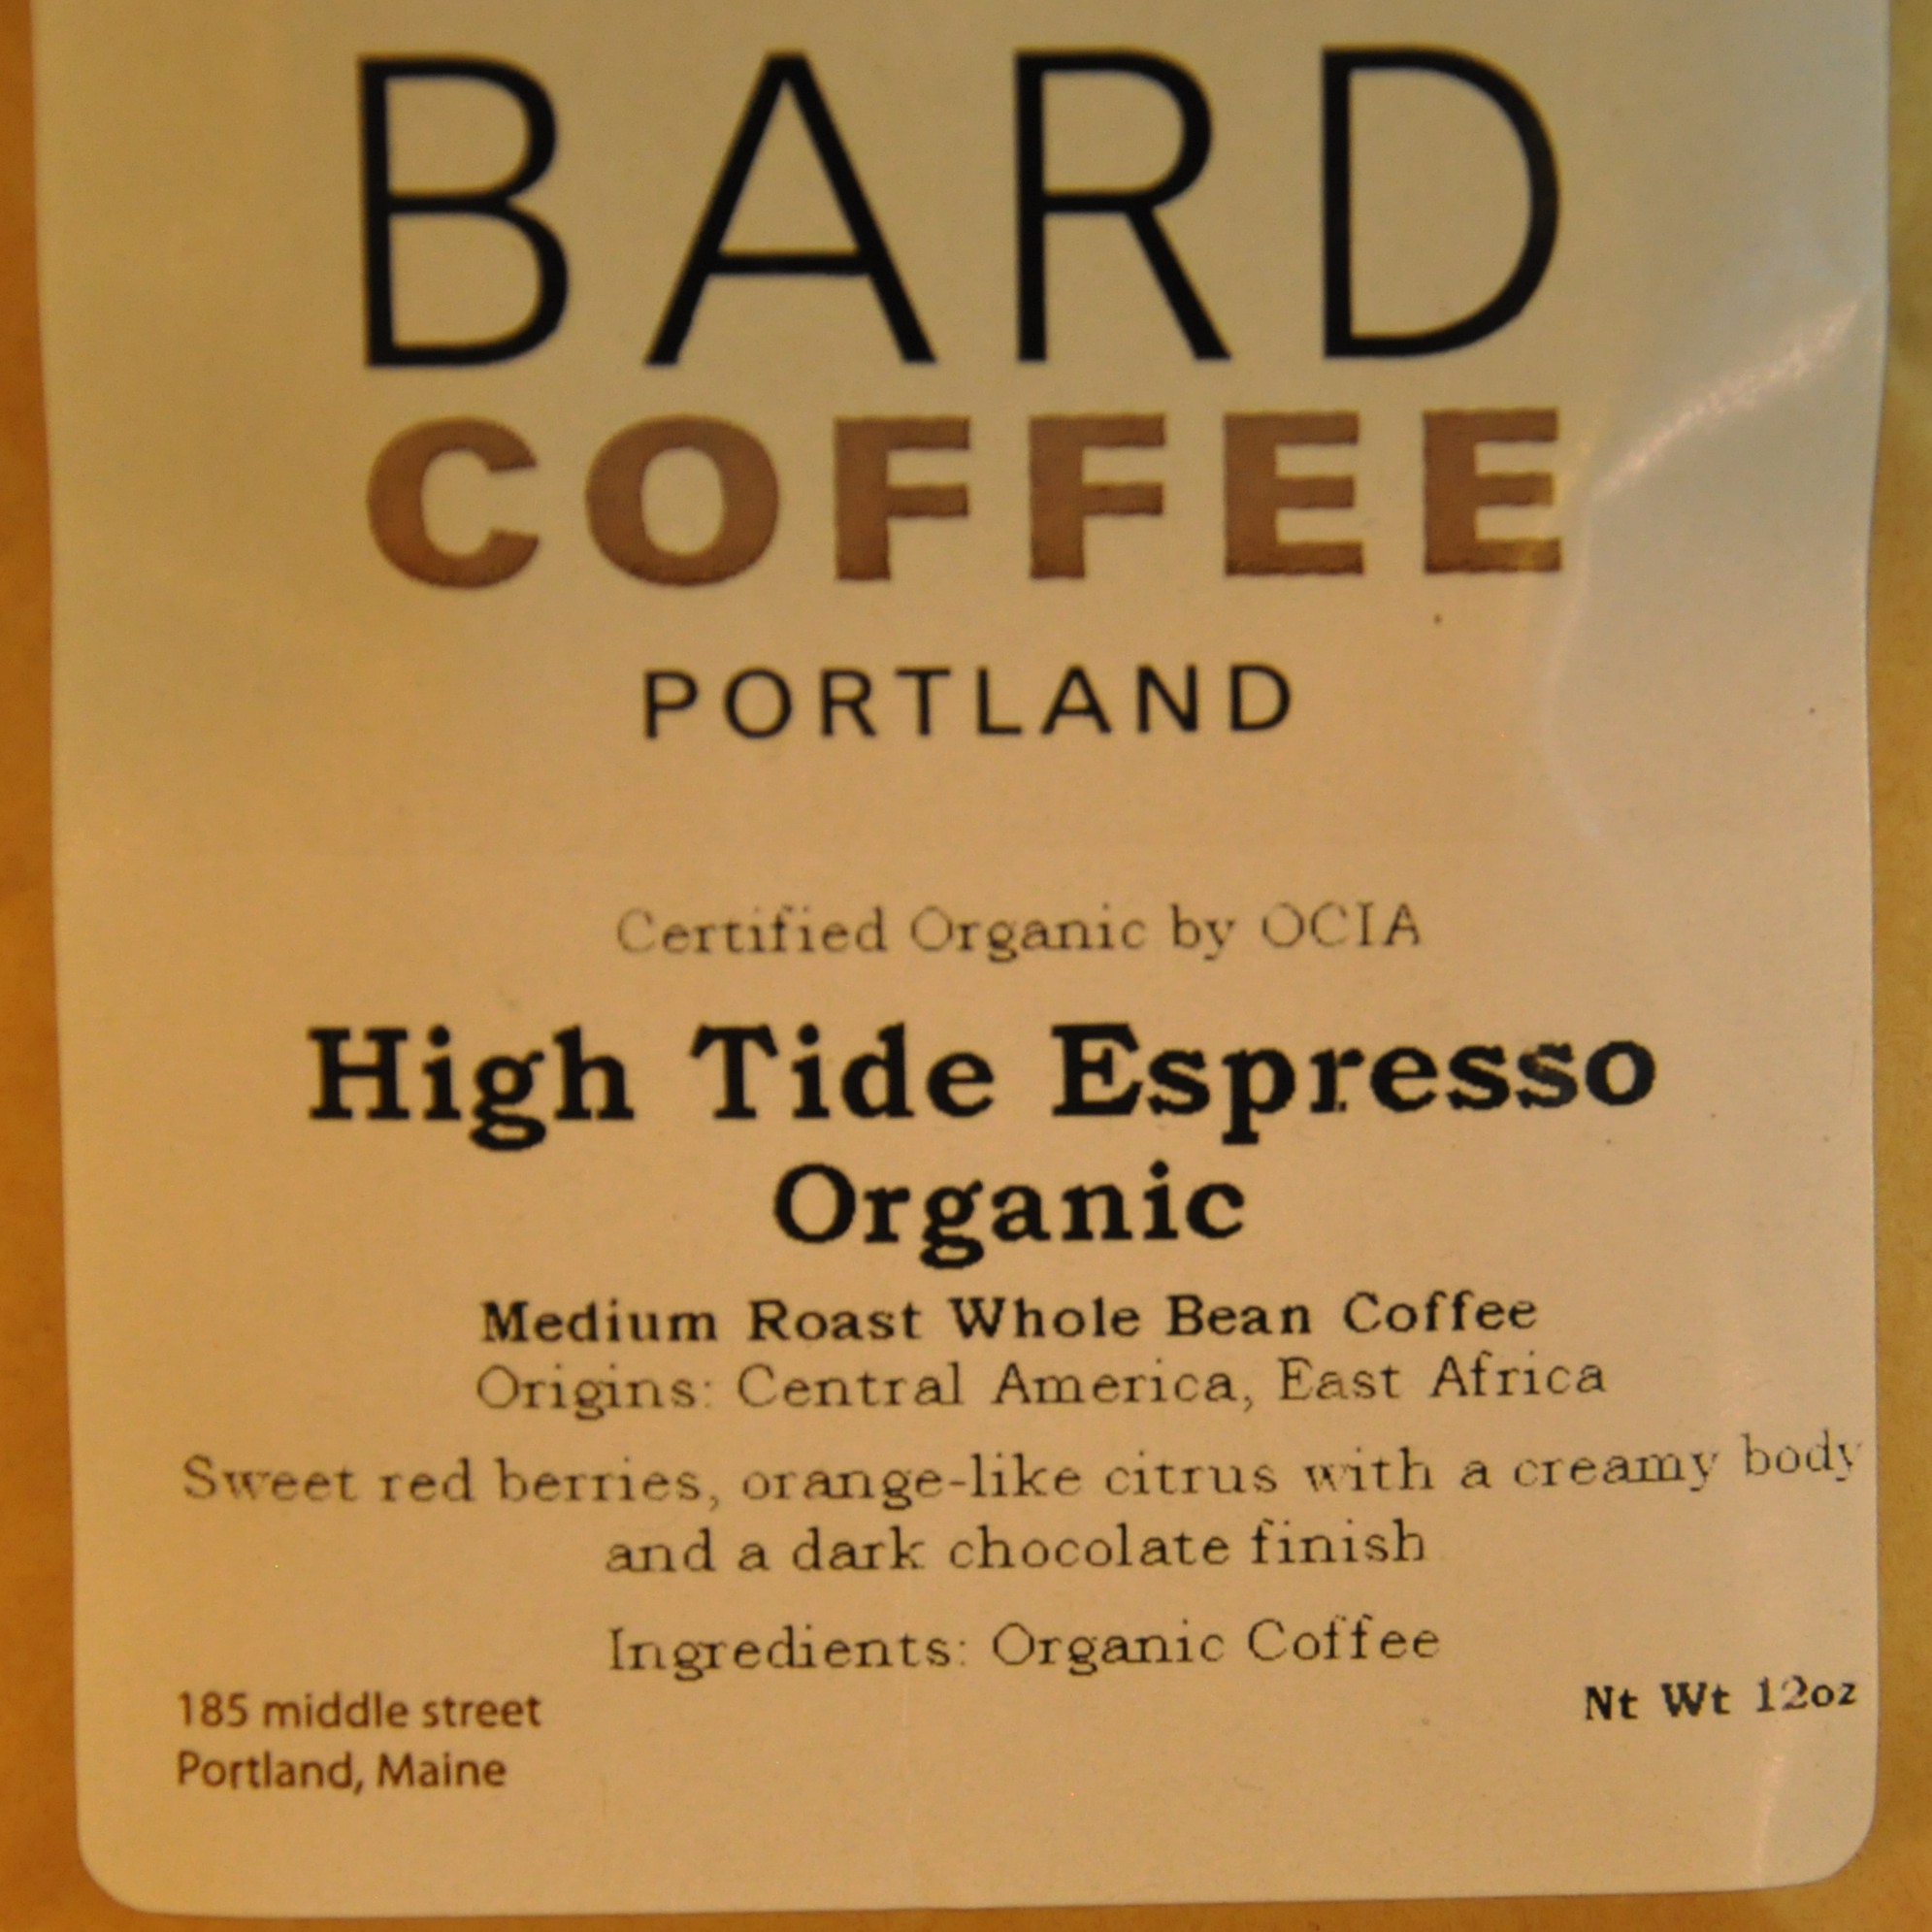 BARD
COFFEE
PORTLAND
Certified Organic by OCIA
High Tide Espresso
Organic
Medium Roast Whole Bean Coffee
Origins: Central America, East Africa
Sweet red berries, orange-like citrus with a creamy body
and a dark chocolate finish
Ingredients: Organic Coffee
185 middle street
Portland, Maine
Nt Wt 12oz